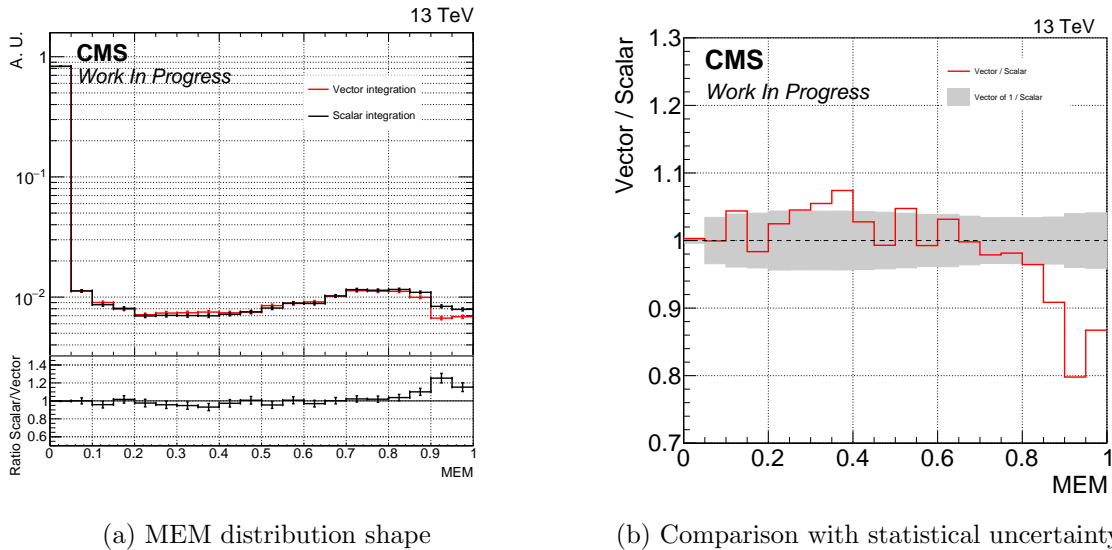 13 TeV
A. U.
CMS
Work In Progress
Vector integration
Scalar integration
1
10⁻¹
10⁻²
Ratio Scalar/Vector
1.4
1.2
1
0.8
0.6
0 0.1 0.2 0.3 0.4 0.5 0.6 0.7 0.8 0.9 1
MEM
(a) MEM distribution shape
13 TeV
Vector / Scalar
CMS
Work In Progress
Vector / Scalar
Vector of 1 / Scalar
1.3
1.2
1.1
1
0.9
0.8
0.7
0 0.2 0.4 0.6 0.8 1
MEM
(b) Comparison with statistical uncertainty